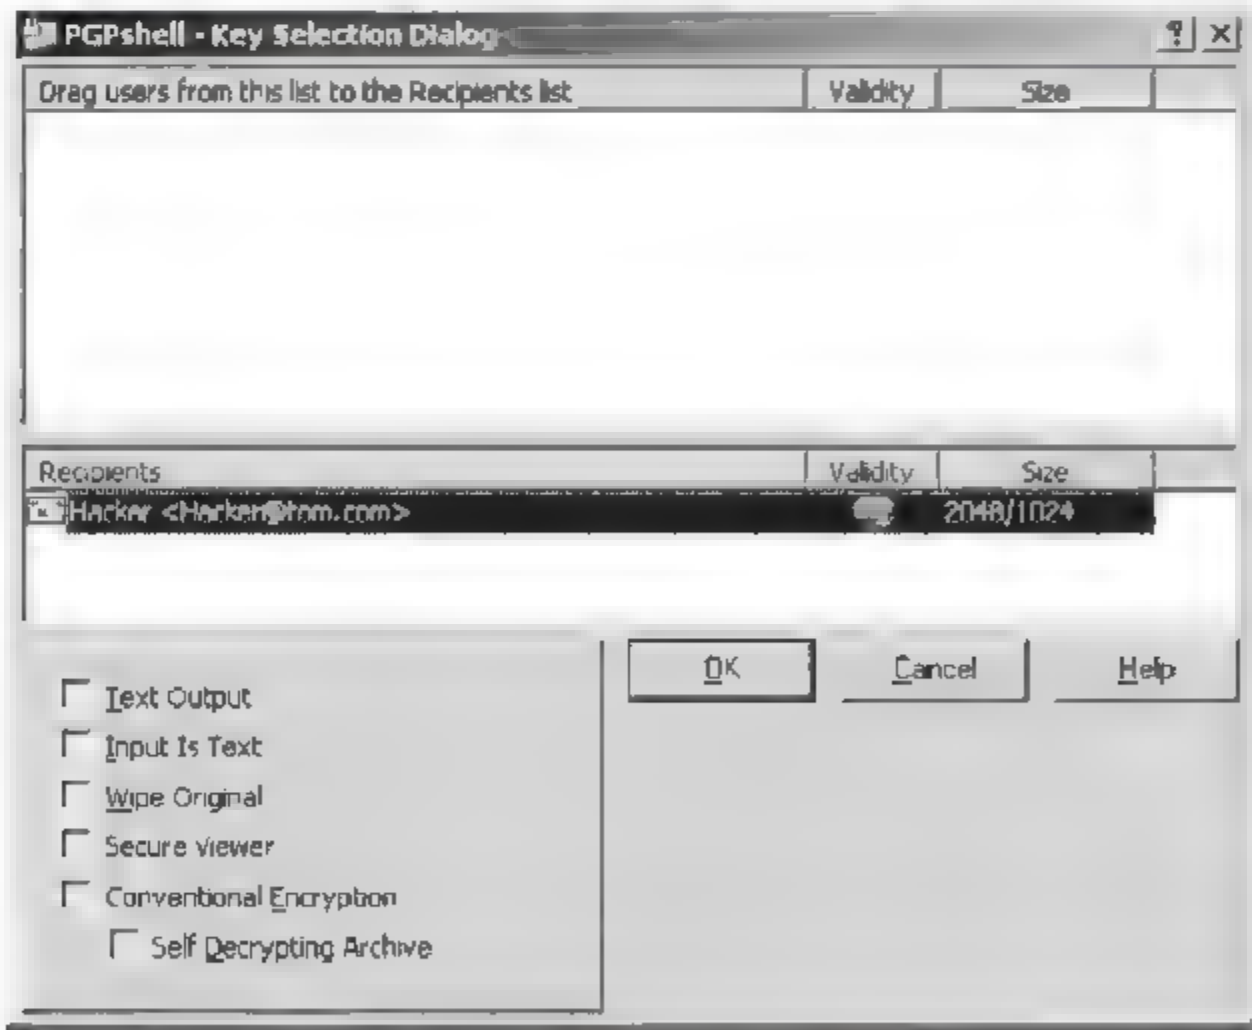 PGPshell - Key Selection Dialog
Drag users from this list to the Recipients list Validity Size
Recipients Validity Size
Hacker <Hacker@tom.com> 2048/1024
OK Cancel Help
Text Output
Input Is Text
Wipe Original
Secure Viewer
Conventional Encryption
Self Decrypting Archive